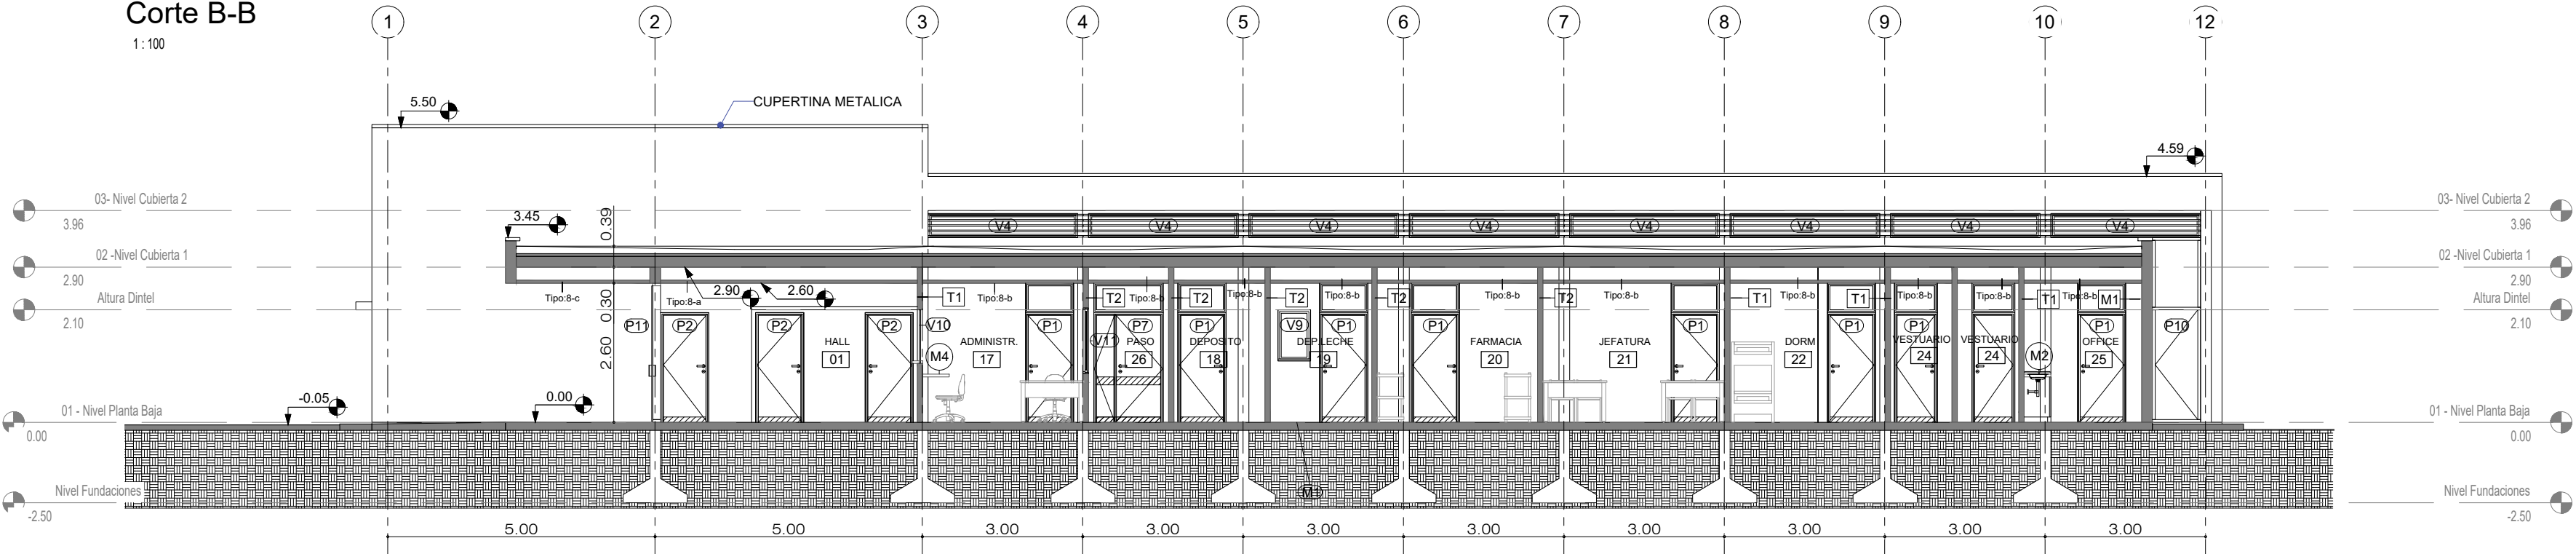 Corte B-B
1 : 100
1 2 3 4 5 6 7 8 9 10 12
5.50
CUPERTINA METALICA
4.59
03- Nivel Cubierta 2
3.96
03- Nivel Cubierta 2
3.96
3.45
0.39
V4 V4 V4 V4 V4 V4 V4 V4
02 -Nivel Cubierta 1
2.90
02 -Nivel Cubierta 1
2.90
Altura Dintel
2.10
Altura Dintel
2.10
Tipo:8-c
0.30
Tipo:8-a
2.90
2.60
T1
Tipo:8-b
T2
Tipo:8-b
T2
Tipo:8-b
T2
Tipo:8-b
T2
Tipo:8-b
T2
Tipo:8-b
T1
Tipo:8-b
T1
Tipo:8-b
Tipo:8-b
T1
Tipo:8-b
M1
P11 P2 P2 P2 V10 P1 P7 P1 V9 P1 P1 P1 P1 P1 P1 P10
V11
2.60
HALL
01
M4
ADMINISTR.
17
PASO
26
DEPOSITO
18
DEP.LECHE
19
FARMACIA
20
JEFATURA
21
DORM
22
VESTUARIO
24
VESTUARIO
24
M2
OFFICE
25
-0.05
0.00
01 - Nivel Planta Baja
0.00
01 - Nivel Planta Baja
0.00
M1
Nivel Fundaciones
-2.50
Nivel Fundaciones
-2.50
5.00 5.00 3.00 3.00 3.00 3.00 3.00 3.00 3.00 3.00